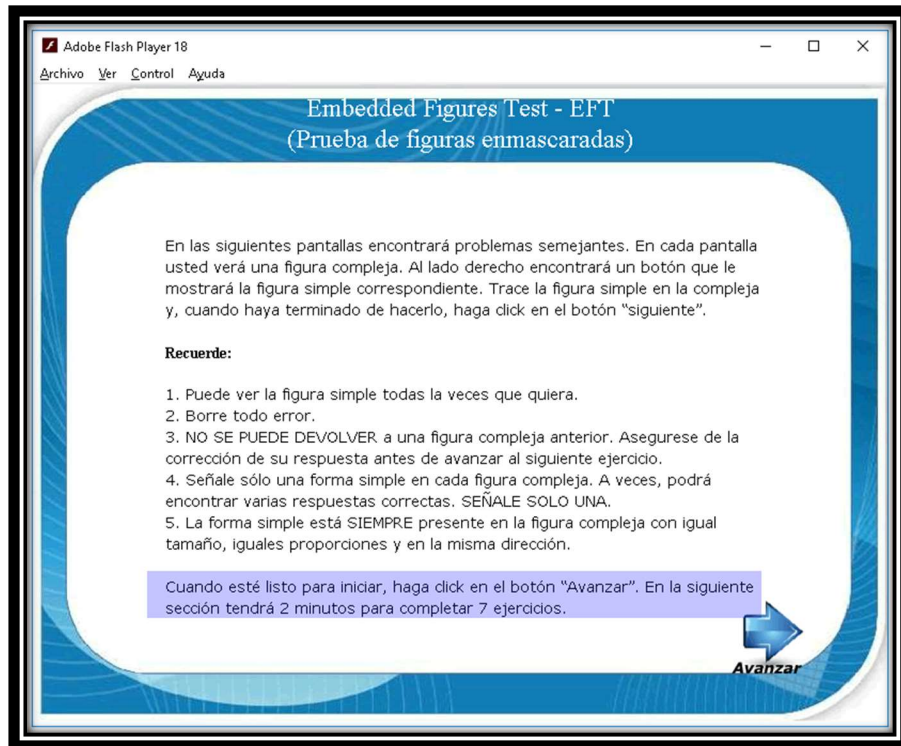 Adobe Flash Player 18
Archivo Ver Control Ayuda
Embedded Figures Test - EFT
(Prueba de figuras enmascaradas)
En las siguientes pantallas encontrará problemas semejantes. En cada pantalla
usted verá una figura compleja. Al lado derecho encontrará un botón que le
mostrará la figura simple correspondiente. Trace la figura simple en la compleja
y, cuando haya terminado de hacerlo, haga click en el botón “siguiente”.
Recuerde:
1. Puede ver la figura simple todas la veces que quiera.
2. Borre todo error.
3. NO SE PUEDE DEVOLVER a una figura compleja anterior. Asegurese de la
corrección de su respuesta antes de avanzar al siguiente ejercicio.
4. Señale sólo una forma simple en cada figura compleja. A veces, podrá
encontrar varias respuestas correctas. SEÑALE SOLO UNA.
5. La forma simple está SIEMPRE presente en la figura compleja con igual
tamaño, iguales proporciones y en la misma dirección.
Cuando esté listo para iniciar, haga click en el botón “Avanzar”. En la siguiente
sección tendrá 2 minutos para completar 7 ejercicios.
Avanzar